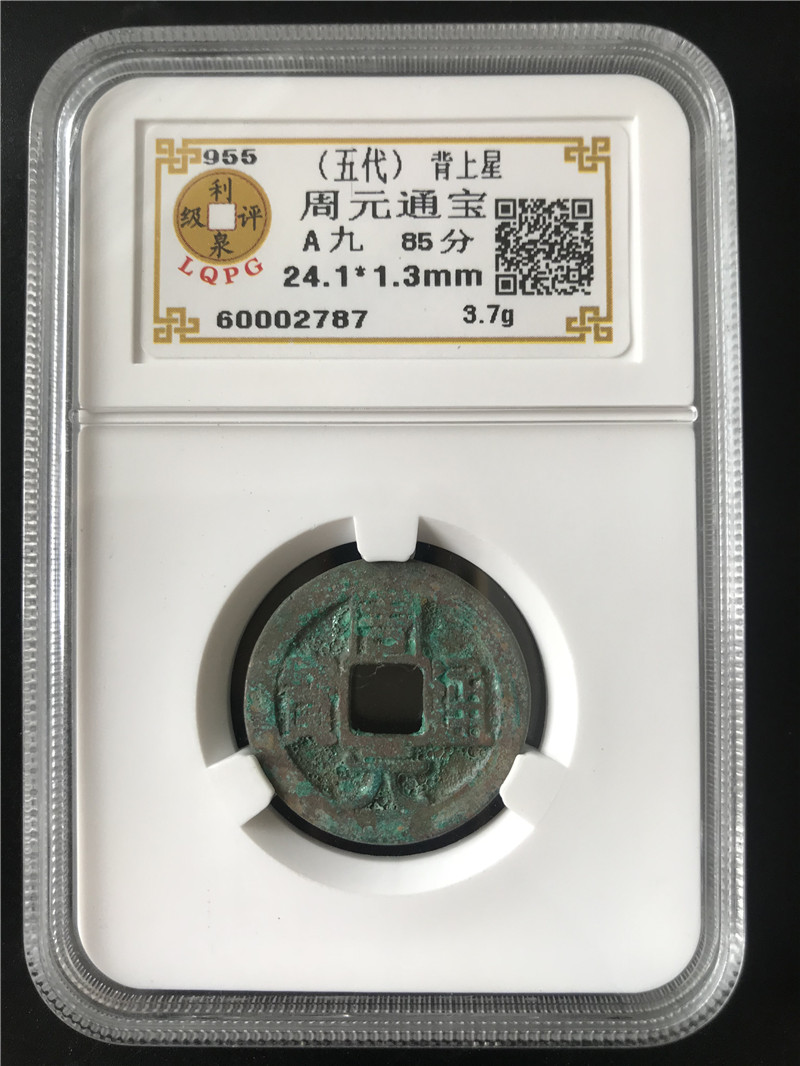 955 （五代） 背上星
利泉评级
周元通宝
A九 85分
LQPG
24.1*1.3mm
60002787 3.7g
周元通寶